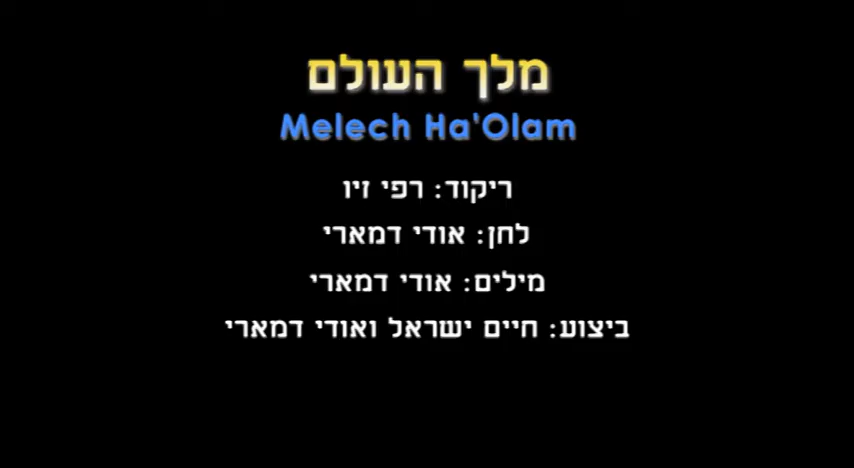 מלך העולם
Melech Ha'Olam
ריקוד: רפי זיו
לחן: אודי דמארי
מילים: אודי דמארי
ביצוע: חיים ישראל ואודי דמארי